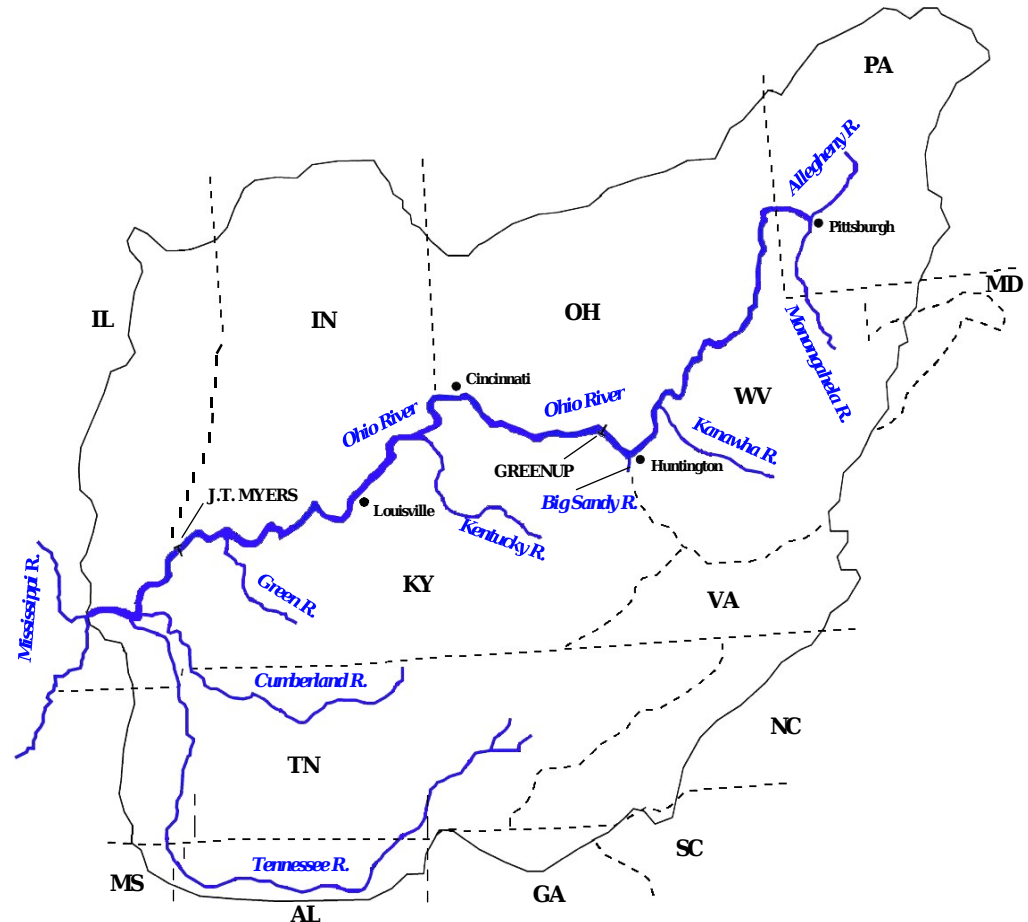 PA
Allegheny R.
Pittsburgh
MD
IL
IN
OH
Monongahela R.
Cincinnati
WV
Ohio River
Ohio River
Kanawha R.
GREENUP
Huntington
J.T. MYERS
Louisville
Big Sandy R.
Kentucky R.
Mississippi R.
Green R.
KY
VA
Cumberland R.
NC
TN
SC
Tennessee R.
MS
GA
AL